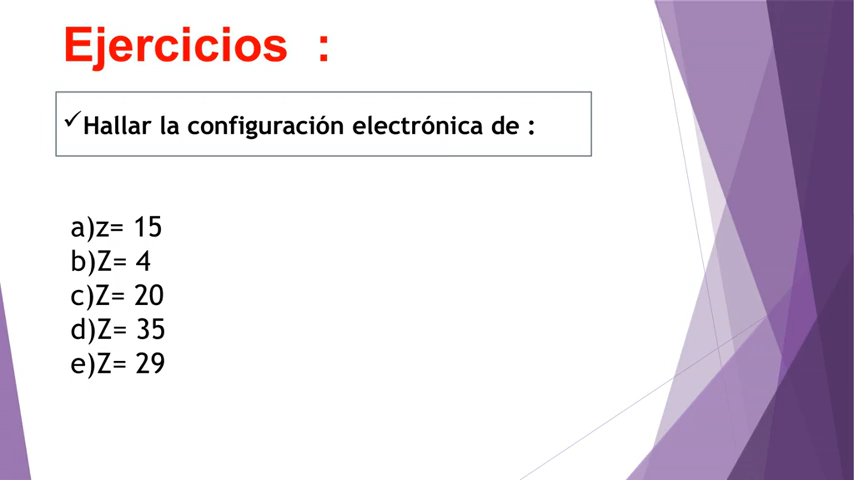 Ejercicios :
✓Hallar la configuración electrónica de :
a)z= 15
b)Z= 4
c)Z= 20
d)Z= 35
e)Z= 29